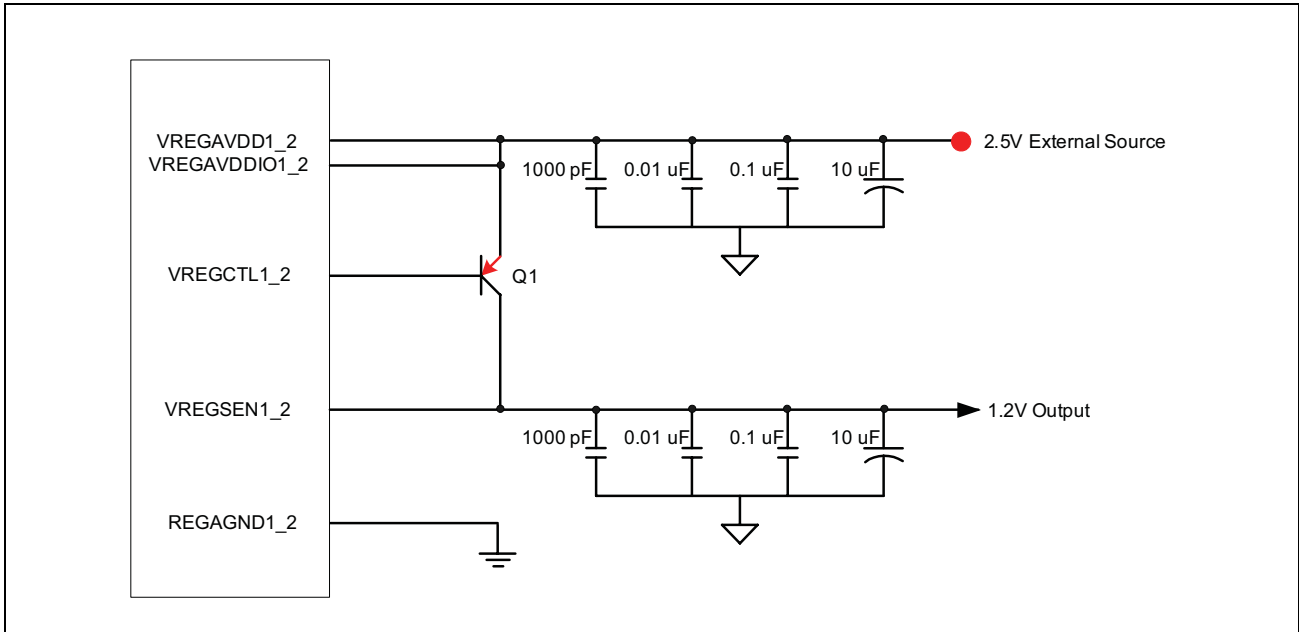 VREGAVDD1_2
VREGAVDDIO1_2
2.5V External Source
1000 pF 0.01 uF 0.1 uF 10 uF
VREGCTL1_2
Q1
VREGSEN1_2
1.2V Output
1000 pF 0.01 uF 0.1 uF 10 uF
REGAGND1_2